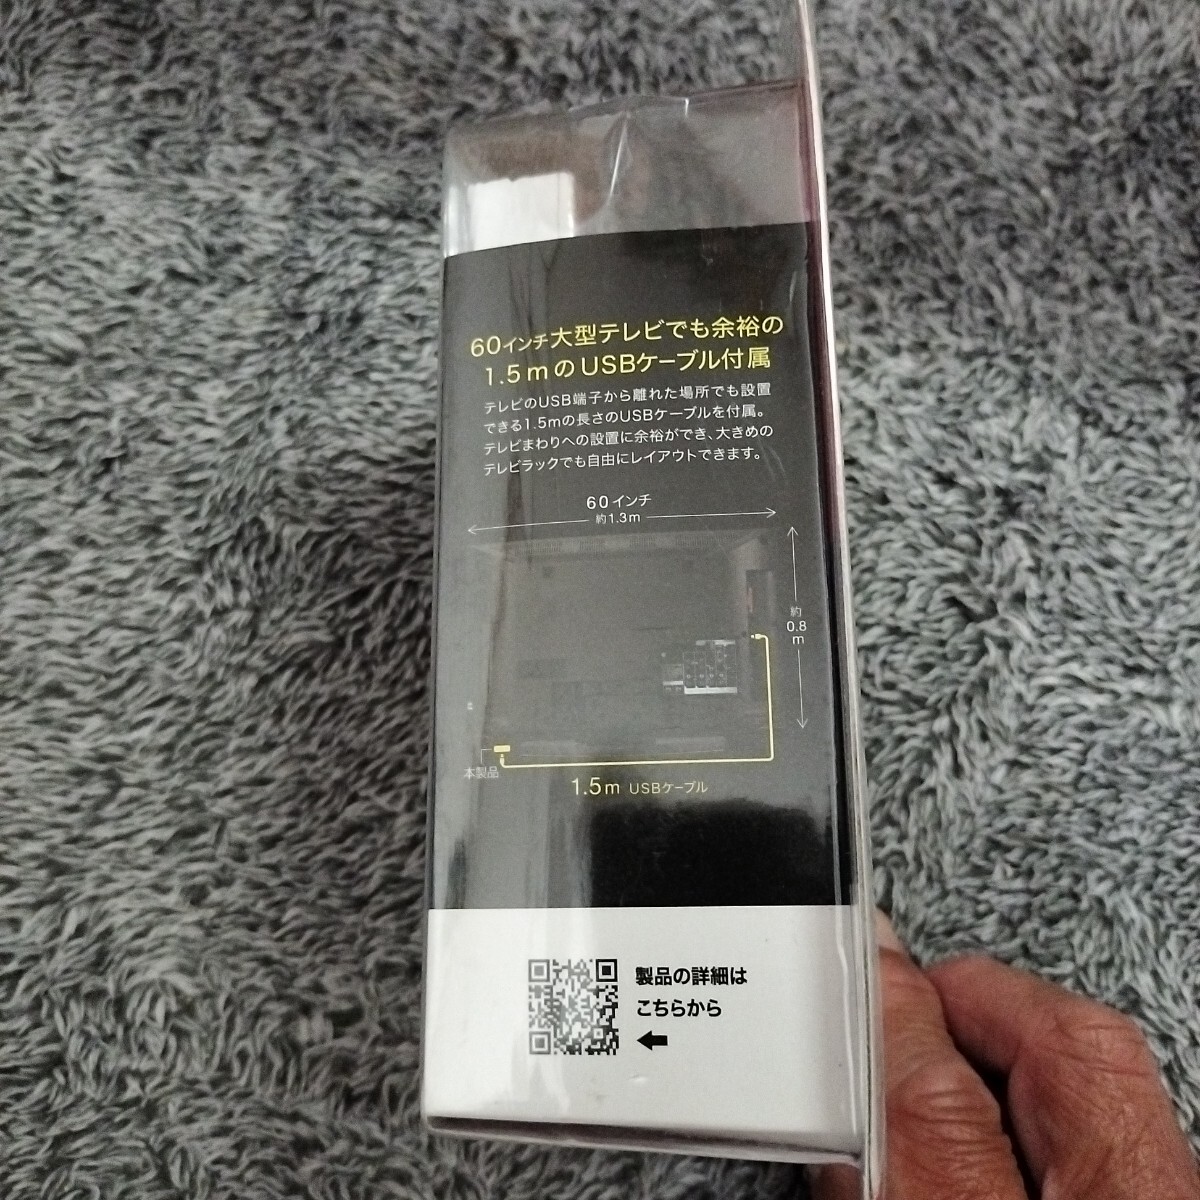 60インチ大型テレビでも余裕の
1.5mのUSBケーブル付属
テレビのUSB端子から離れた場所でも設置
できる1.5mの長さのUSBケーブルを付属。
テレビまわりへの設置に余裕ができ、大きめの
テレビラックでも自由にレイアウトできます。
60インチ
約1.3m
約
0.8
m
本製品
1.5m USBケーブル
製品の詳細は
こちらから